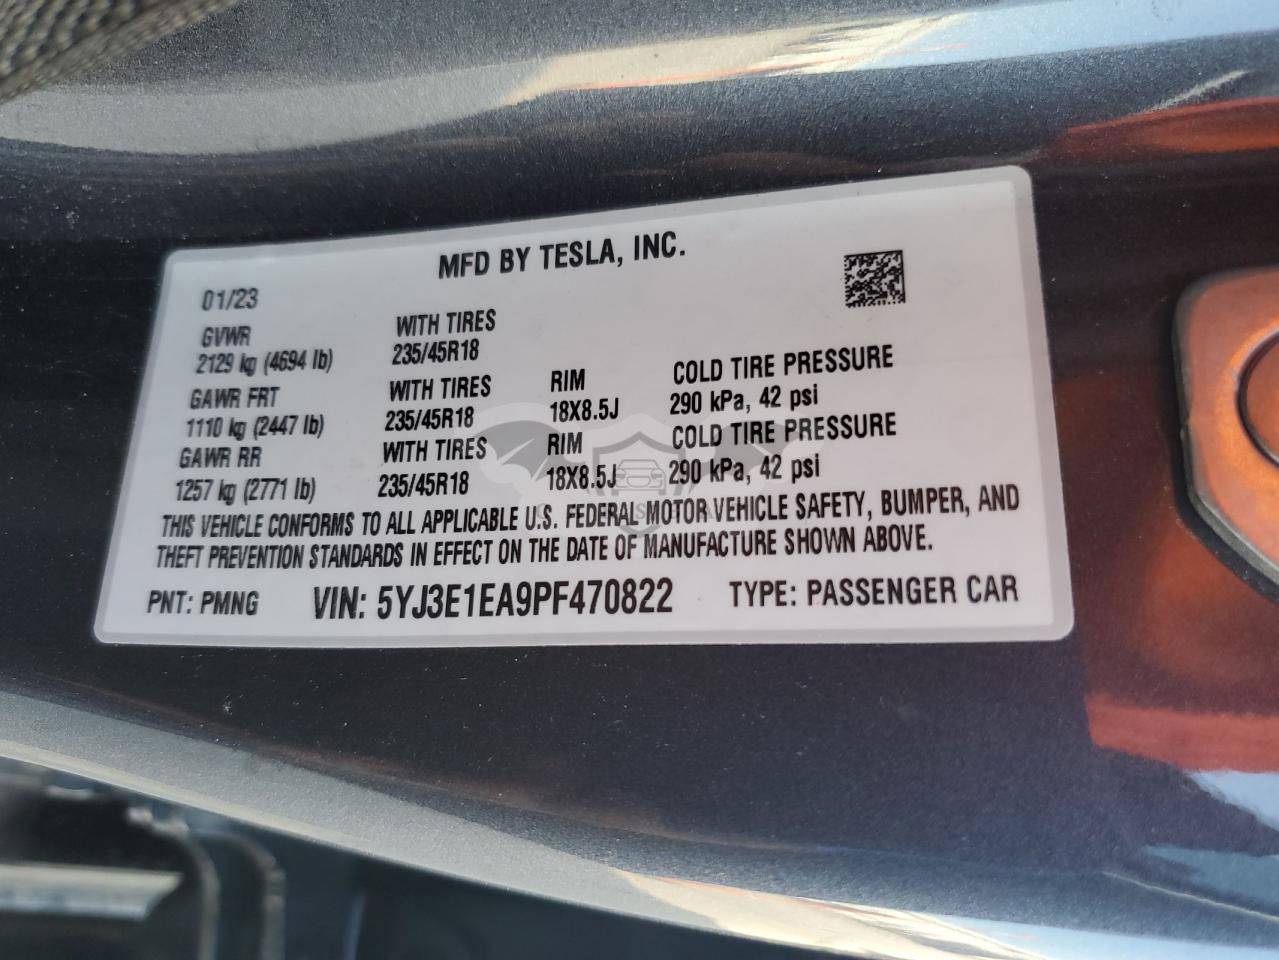 MFD BY TESLA, INC.
01/23
GVWR WITH TIRES
2129 kg (4694 lb) 235/45R18
GAWR FRT WITH TIRES RIM COLD TIRE PRESSURE
1110 kg (2447 lb) 235/45R18 18X8.5J 290 kPa, 42 psi
GAWR RR WITH TIRES RIM COLD TIRE PRESSURE
1257 kg (2771 lb) 235/45R18 18X8.5J 290 kPa, 42 psi
THIS VEHICLE CONFORMS TO ALL APPLICABLE U.S. FEDERAL MOTOR VEHICLE SAFETY, BUMPER, AND
THEFT PREVENTION STANDARDS IN EFFECT ON THE DATE OF MANUFACTURE SHOWN ABOVE.
PNT: PMNG VIN: 5YJ3E1EA9PF470822 TYPE: PASSENGER CAR